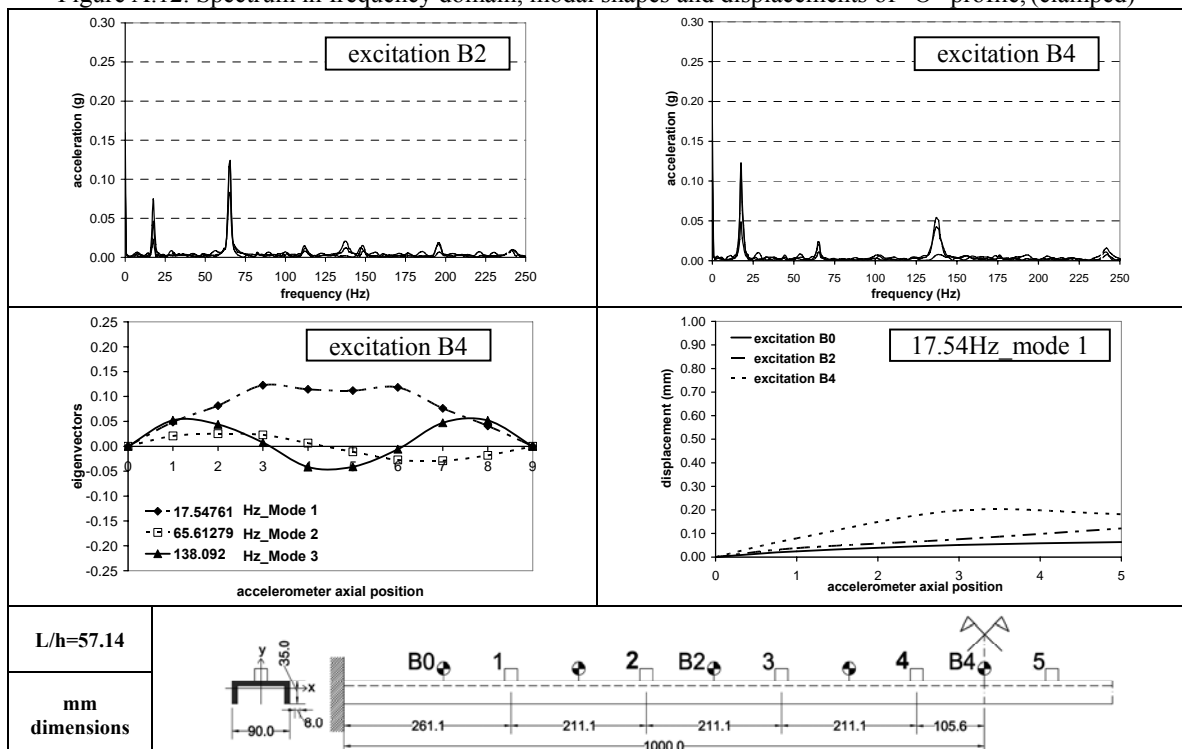 Figure A.12: Spectrum in frequency domain, modal shapes and displacements of "C" profile, (clamped)
excitation B2
acceleration (g)
0.30
0.25
0.20
0.15
0.10
0.05
0.00
0 25 50 75 100 125 150 175 200 225 250
frequency (Hz)
excitation B4
acceleration (g)
0.30
0.25
0.20
0.15
0.10
0.05
0.00
0 25 50 75 100 125 150 175 200 225 250
frequency (Hz)
excitation B4
eigenvectors
0.25
0.20
0.15
0.10
0.05
0.00
-0.05
-0.10
-0.15
-0.20
-0.25
0 1 2 3 4 5 6 7 8 9
17.54761 Hz_Mode 1
65.61279 Hz_Mode 2
138.092 Hz_Mode 3
accelerometer axial position
17.54Hz_mode 1
displacement (mm)
1.00
0.90
0.80
0.70
0.60
0.50
0.40
0.30
0.20
0.10
0.00
excitation B0
excitation B2
excitation B4
0 1 2 3 4 5
accelerometer axial position
L/h=57.14
mm
dimensions
y
x
35.0
8.0
90.0
B0 1 2 B2 3 4 B4 5
261.1 211.1 211.1 211.1 105.6
1000.0